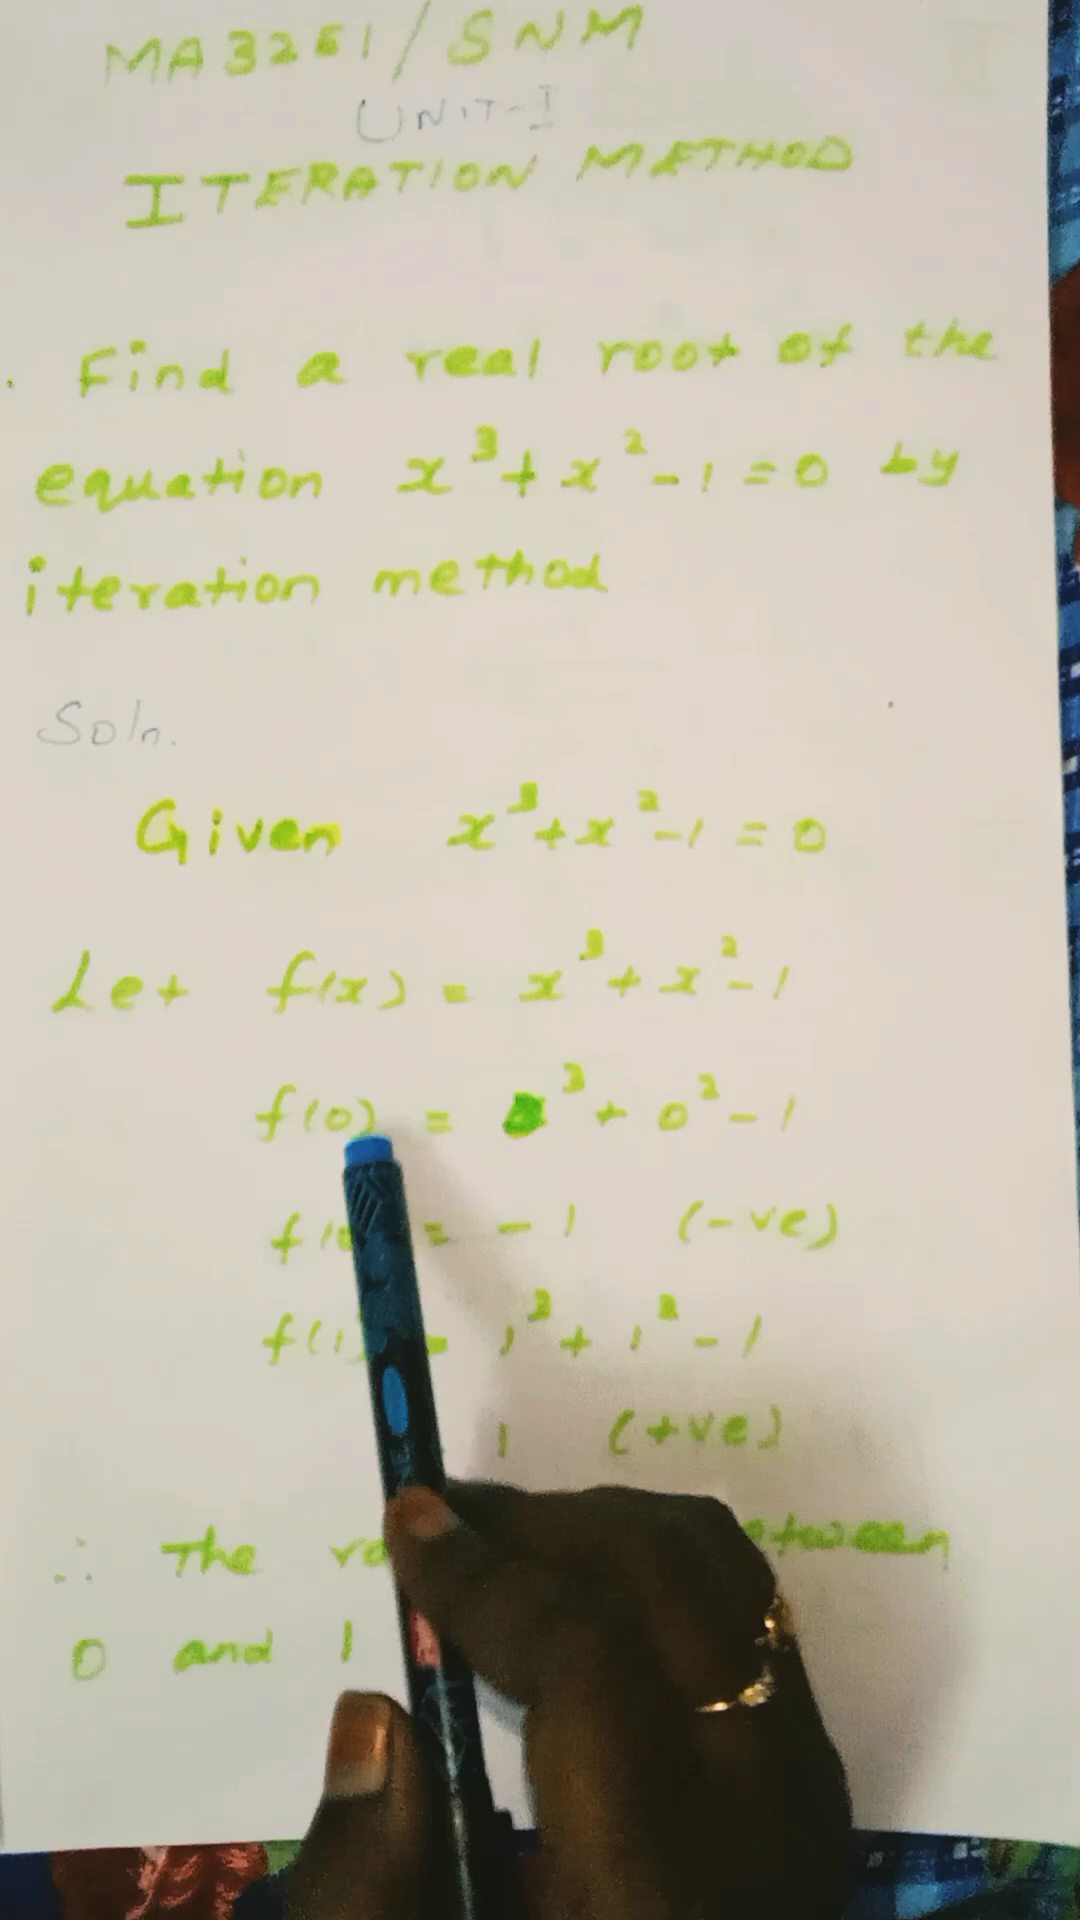 MA3251/SNM
UNIT-I
ITERATION METHOD
Find a real root of the
equation x³+x²-1=0 by
iteration method
Soln.
Given x³+x²-1=0
Let f(x) = x³+x²-1
f(0) = 0³+0²-1
= -1 (-ve)
f(1) = 1³+1²-1
1 (+ve)
∴ The
0 and 1